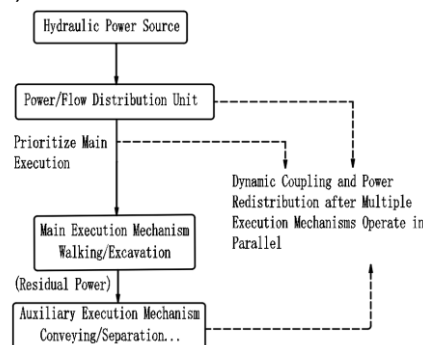 Hydraulic Power Source
Power/Flow Distribution Unit
Prioritize Main
Execution
Dynamic Coupling and Power
Redistribution after Multiple
Execution Mechanisms Operate in
Parallel
Main Execution Mechanism
Walking/Excavation
(Residual Power)
Auxiliary Execution Mechanism
Conveying/Separation...